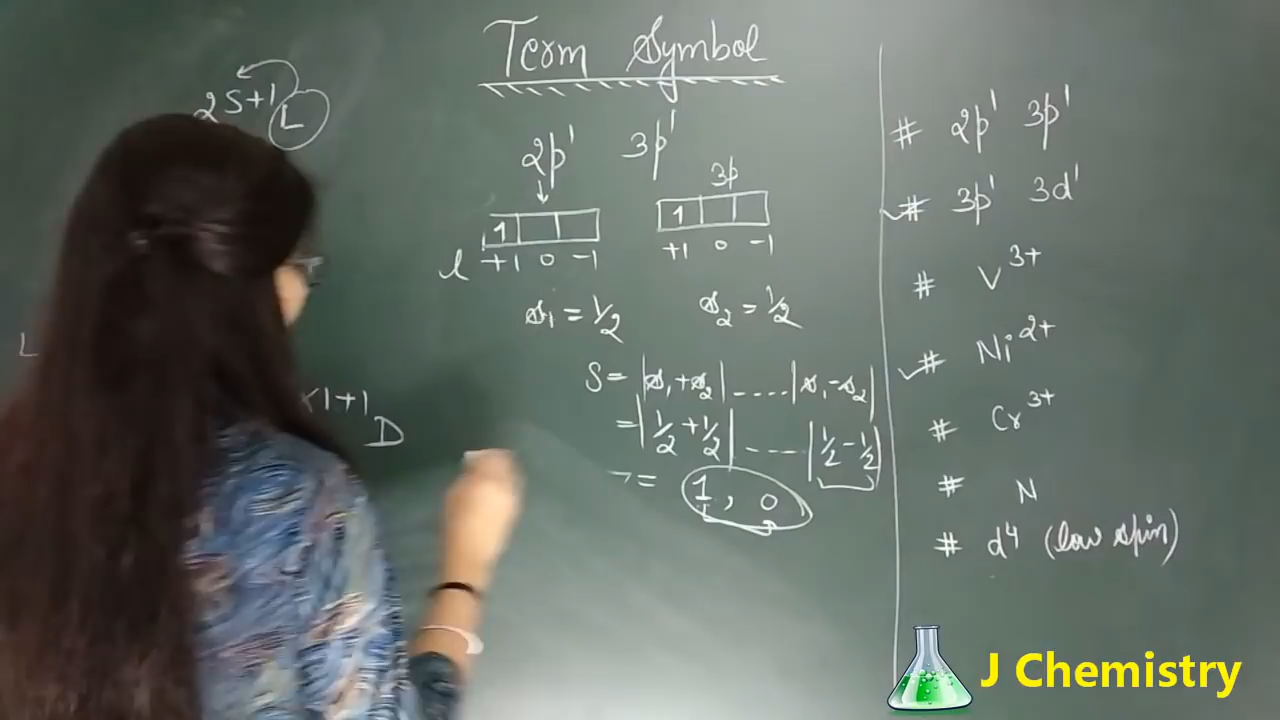 Term Symbol
2S+1 L
2p¹ 3p¹
3p
1 1
l +1 0 -1 +1 0 -1
s₁ = 1/2 s₂ = 1/2
S = |s₁+s₂| ---- |s₁-s₂|
= |1/2 + 1/2| ---- |1/2 - 1/2|
= 1, 0
L
×1+1 D
# 2p¹ 3p¹
# 3p¹ 3d¹
# V³⁺
# Ni²⁺
# Cr³⁺
# N
# d⁴ (low spin)
J Chemistry